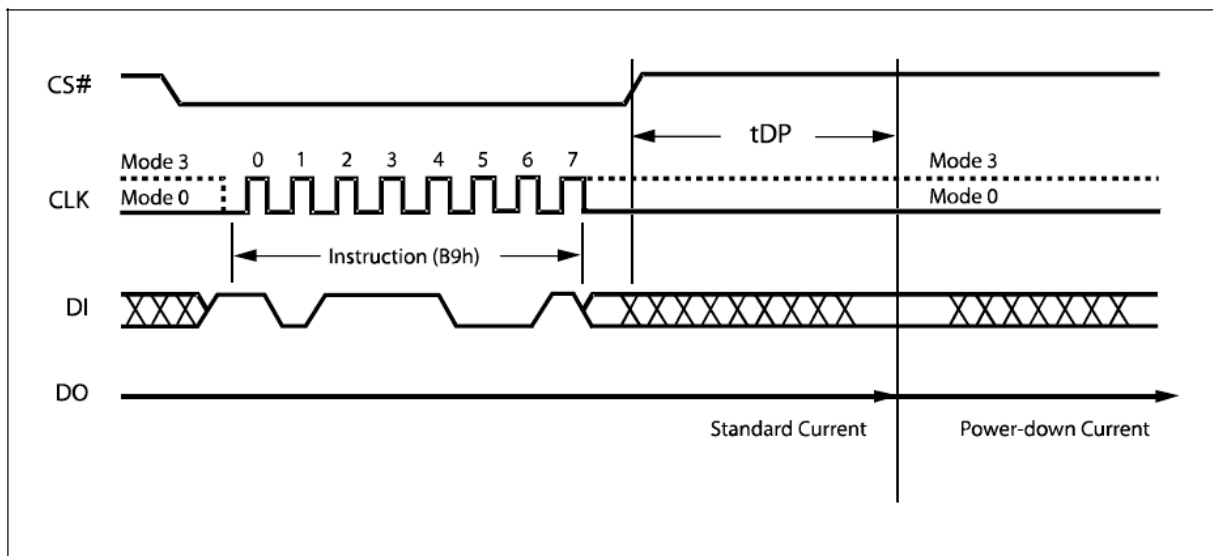 CS#
tDP
Mode 3
0 1 2 3 4 5 6 7
Mode 3
CLK
Mode 0
Mode 0
Instruction (B9h)
DI
DO
Standard Current
Power-down Current